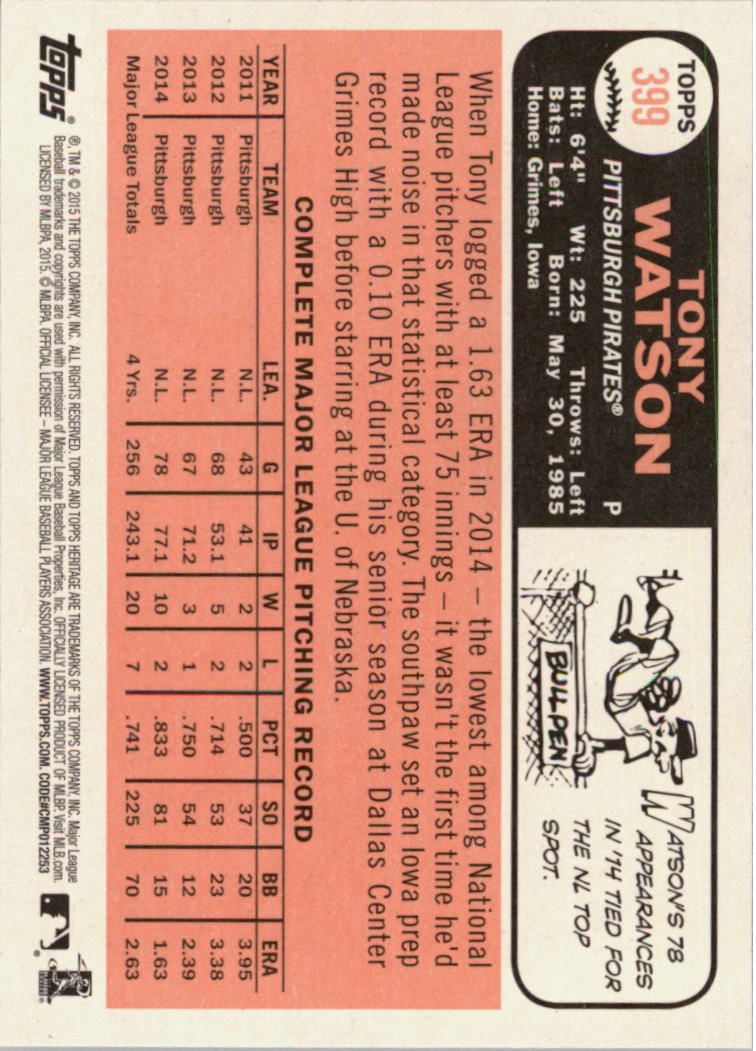 TOPPS
399
TONY
WATSON
PITTSBURGH PIRATES® P
Ht: 6'4" Wt: 225 Throws: Left
Bats: Left Born: May 30, 1985
Home: Grimes, Iowa
BULLPEN
WATSON'S 78
APPEARANCES
IN '14 TIED FOR
THE NL TOP
SPOT.
When Tony logged a 1.63 ERA in 2014 – the lowest among National
League pitchers with at least 75 innings – it wasn't the first time he'd
made noise in that statistical category. The southpaw set an Iowa prep
record with a 0.10 ERA during his senior season at Dallas Center
Grimes High before starring at the U. of Nebraska.
COMPLETE MAJOR LEAGUE PITCHING RECORD
YEAR TEAM LEA. G IP W L PCT SO BB ERA
2011 Pittsburgh N.L. 43 41 2 2 .500 37 20 3.95
2012 Pittsburgh N.L. 68 53.1 5 2 .714 53 23 3.38
2013 Pittsburgh N.L. 67 71.2 3 1 .750 54 12 2.39
2014 Pittsburgh N.L. 78 77.1 10 2 .833 81 15 1.63
Major League Totals 4 Yrs. 256 243.1 20 7 .741 225 70 2.63
topps®
®, TM & © 2015 THE TOPPS COMPANY, INC. ALL RIGHTS RESERVED. TOPPS AND TOPPS HERITAGE ARE TRADEMARKS OF THE TOPPS COMPANY, INC. Major League
Baseball trademarks and copyrights are used with permission of Major League Baseball Properties, Inc. OFFICIALLY LICENSED PRODUCT OF MLBP. Visit MLB.com.
LICENSED BY MLBPA, 2015. © MLBPA. OFFICIAL LICENSEE – MAJOR LEAGUE BASEBALL PLAYERS ASSOCIATION. WWW.TOPPS.COM. CODE#CMP012253